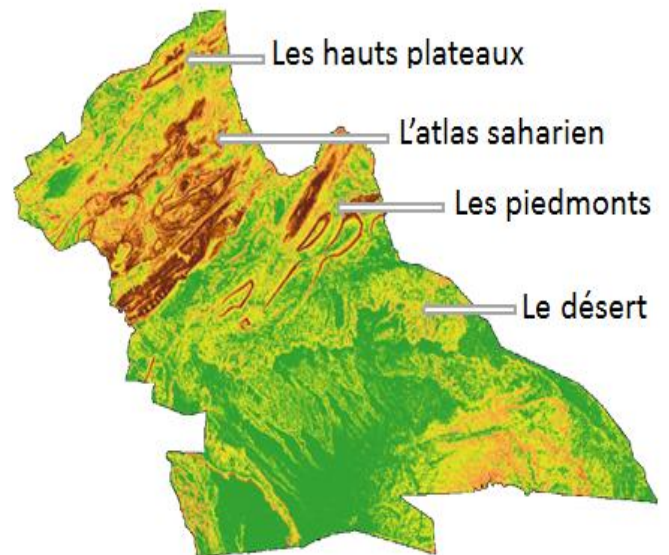 Les hauts plateaux
L'atlas saharien
Les piedmonts
Le désert